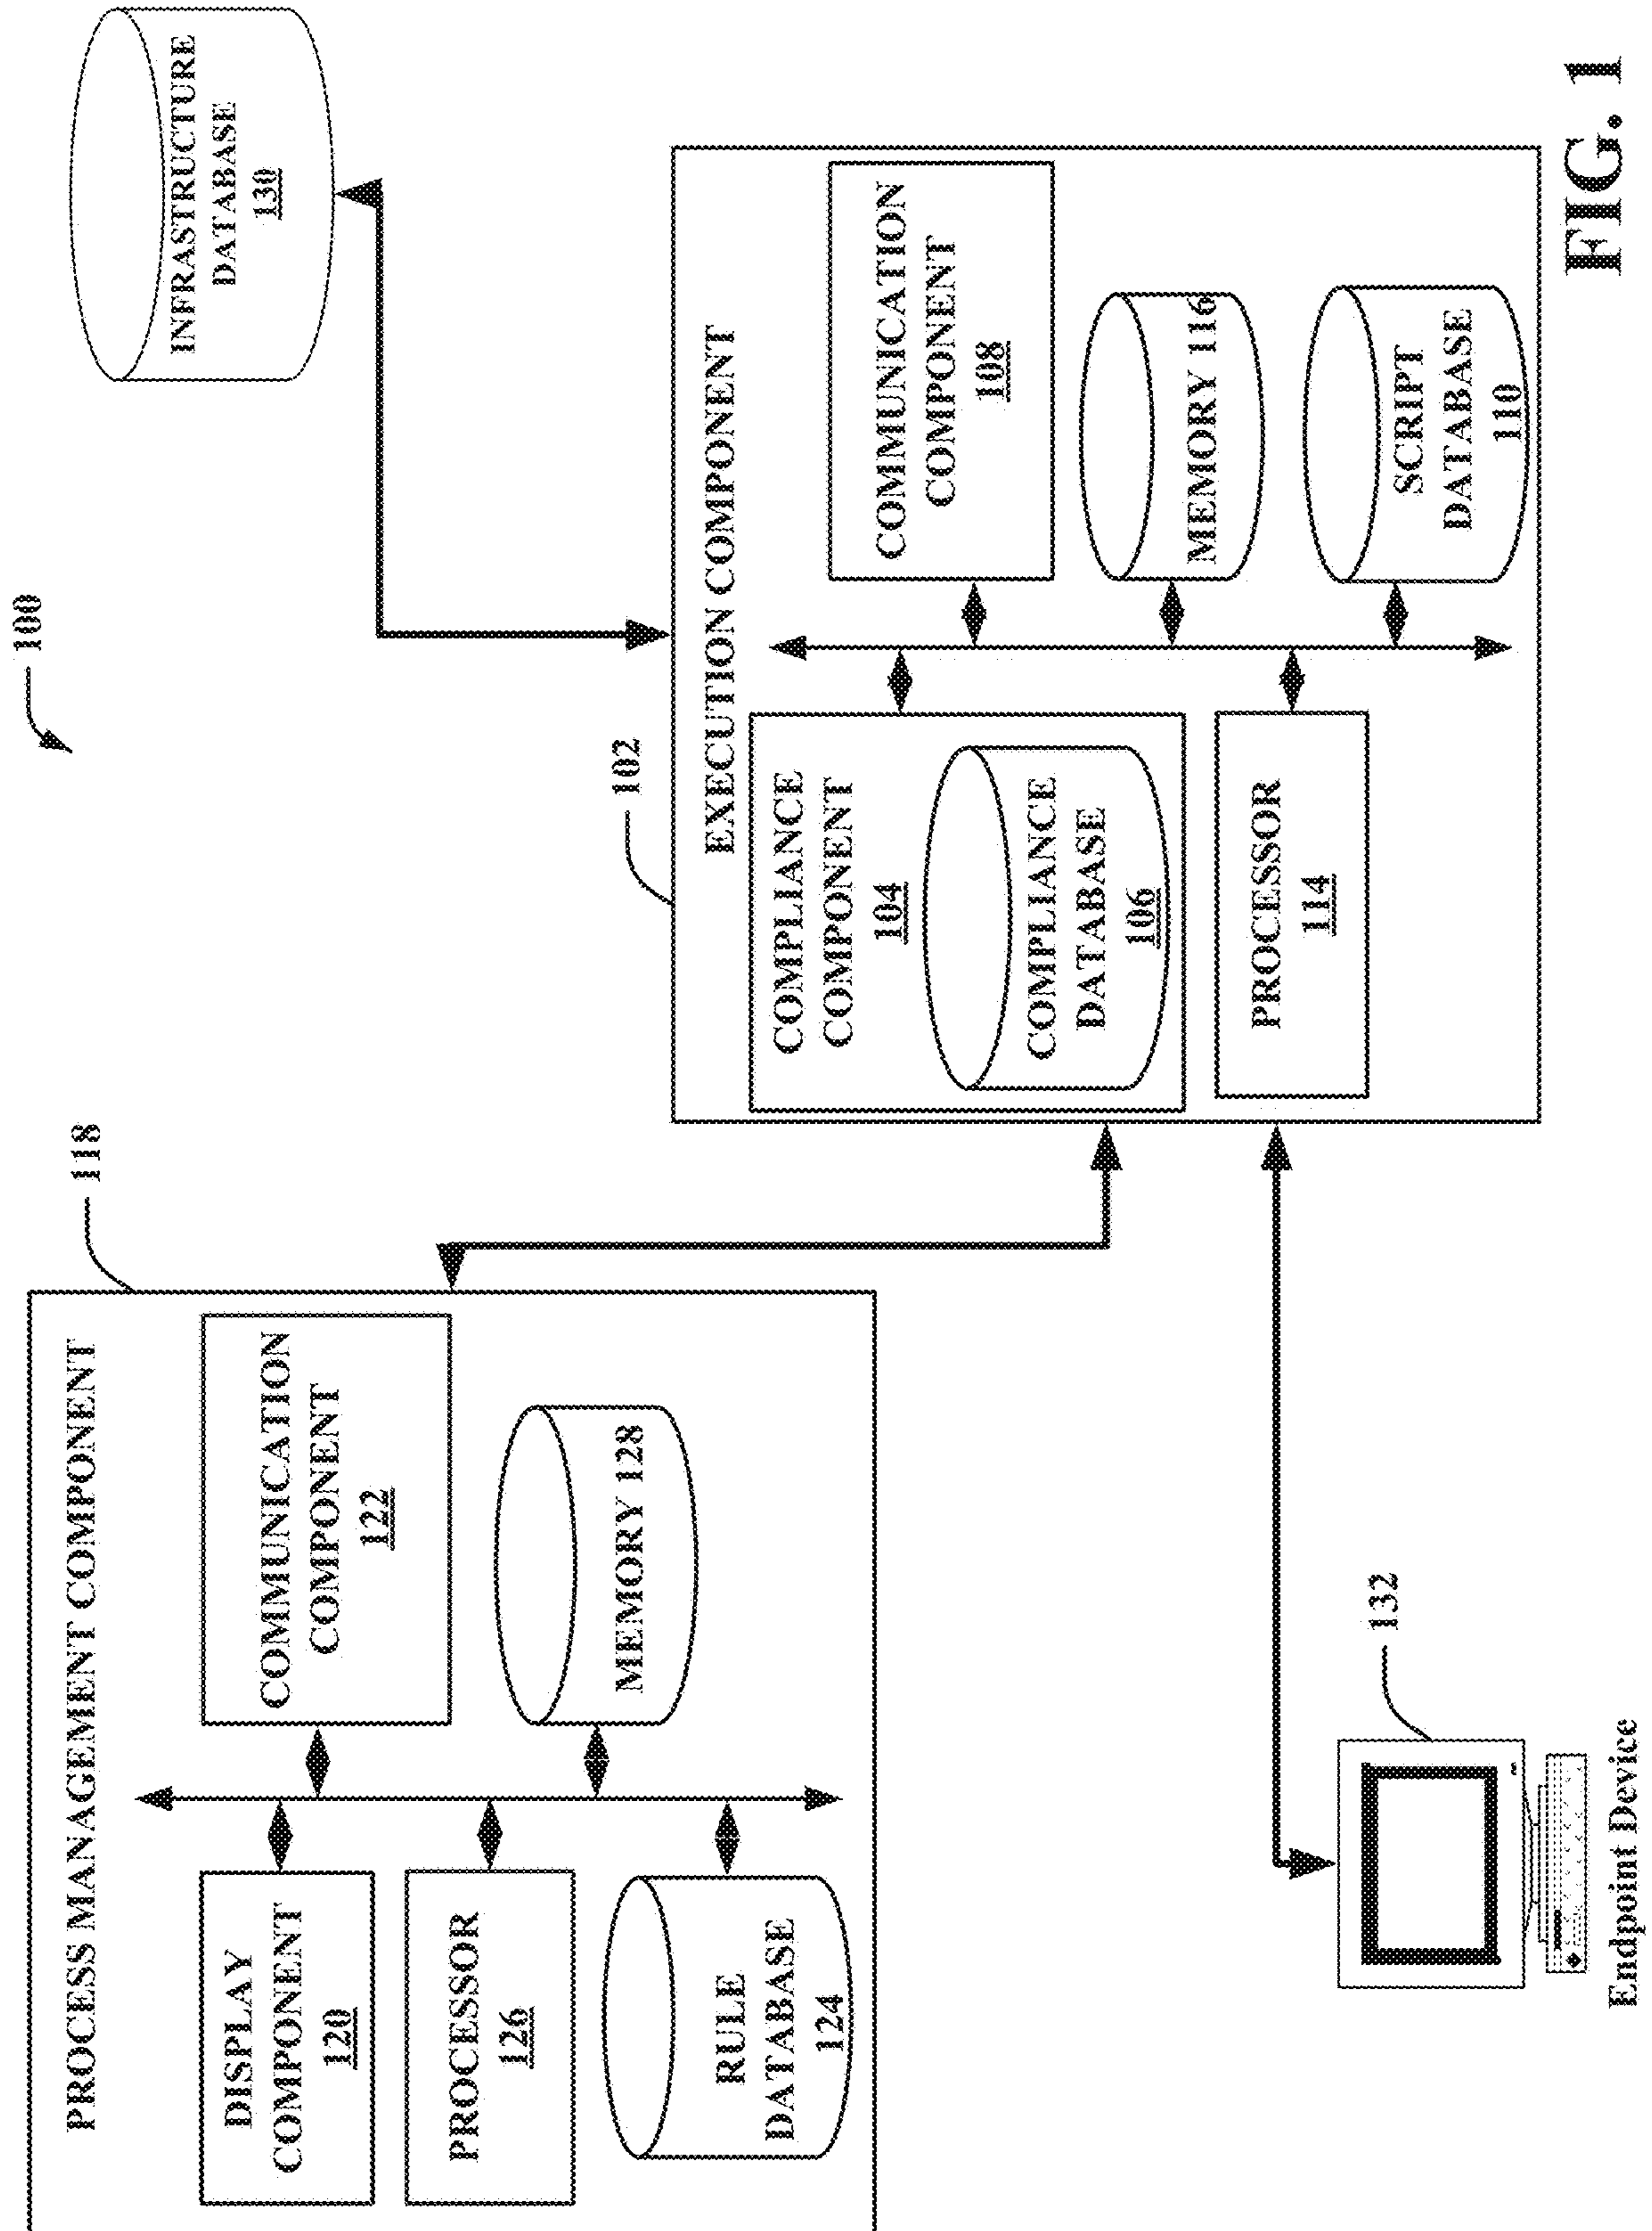 100
118
PROCESS MANAGEMENT COMPONENT
DISPLAY
COMPONENT
120
COMMUNICATION
COMPONENT
122
PROCESSOR
126
MEMORY 128
RULE
DATABASE
124
INFRASTRUCTURE
DATABASE
130
102
EXECUTION COMPONENT
COMPLIANCE
COMPONENT
104
COMPLIANCE
DATABASE
106
COMMUNICATION
COMPONENT
108
MEMORY 116
PROCESSOR
114
SCRIPT
DATABASE
110
132
Endpoint Device
FIG. 1